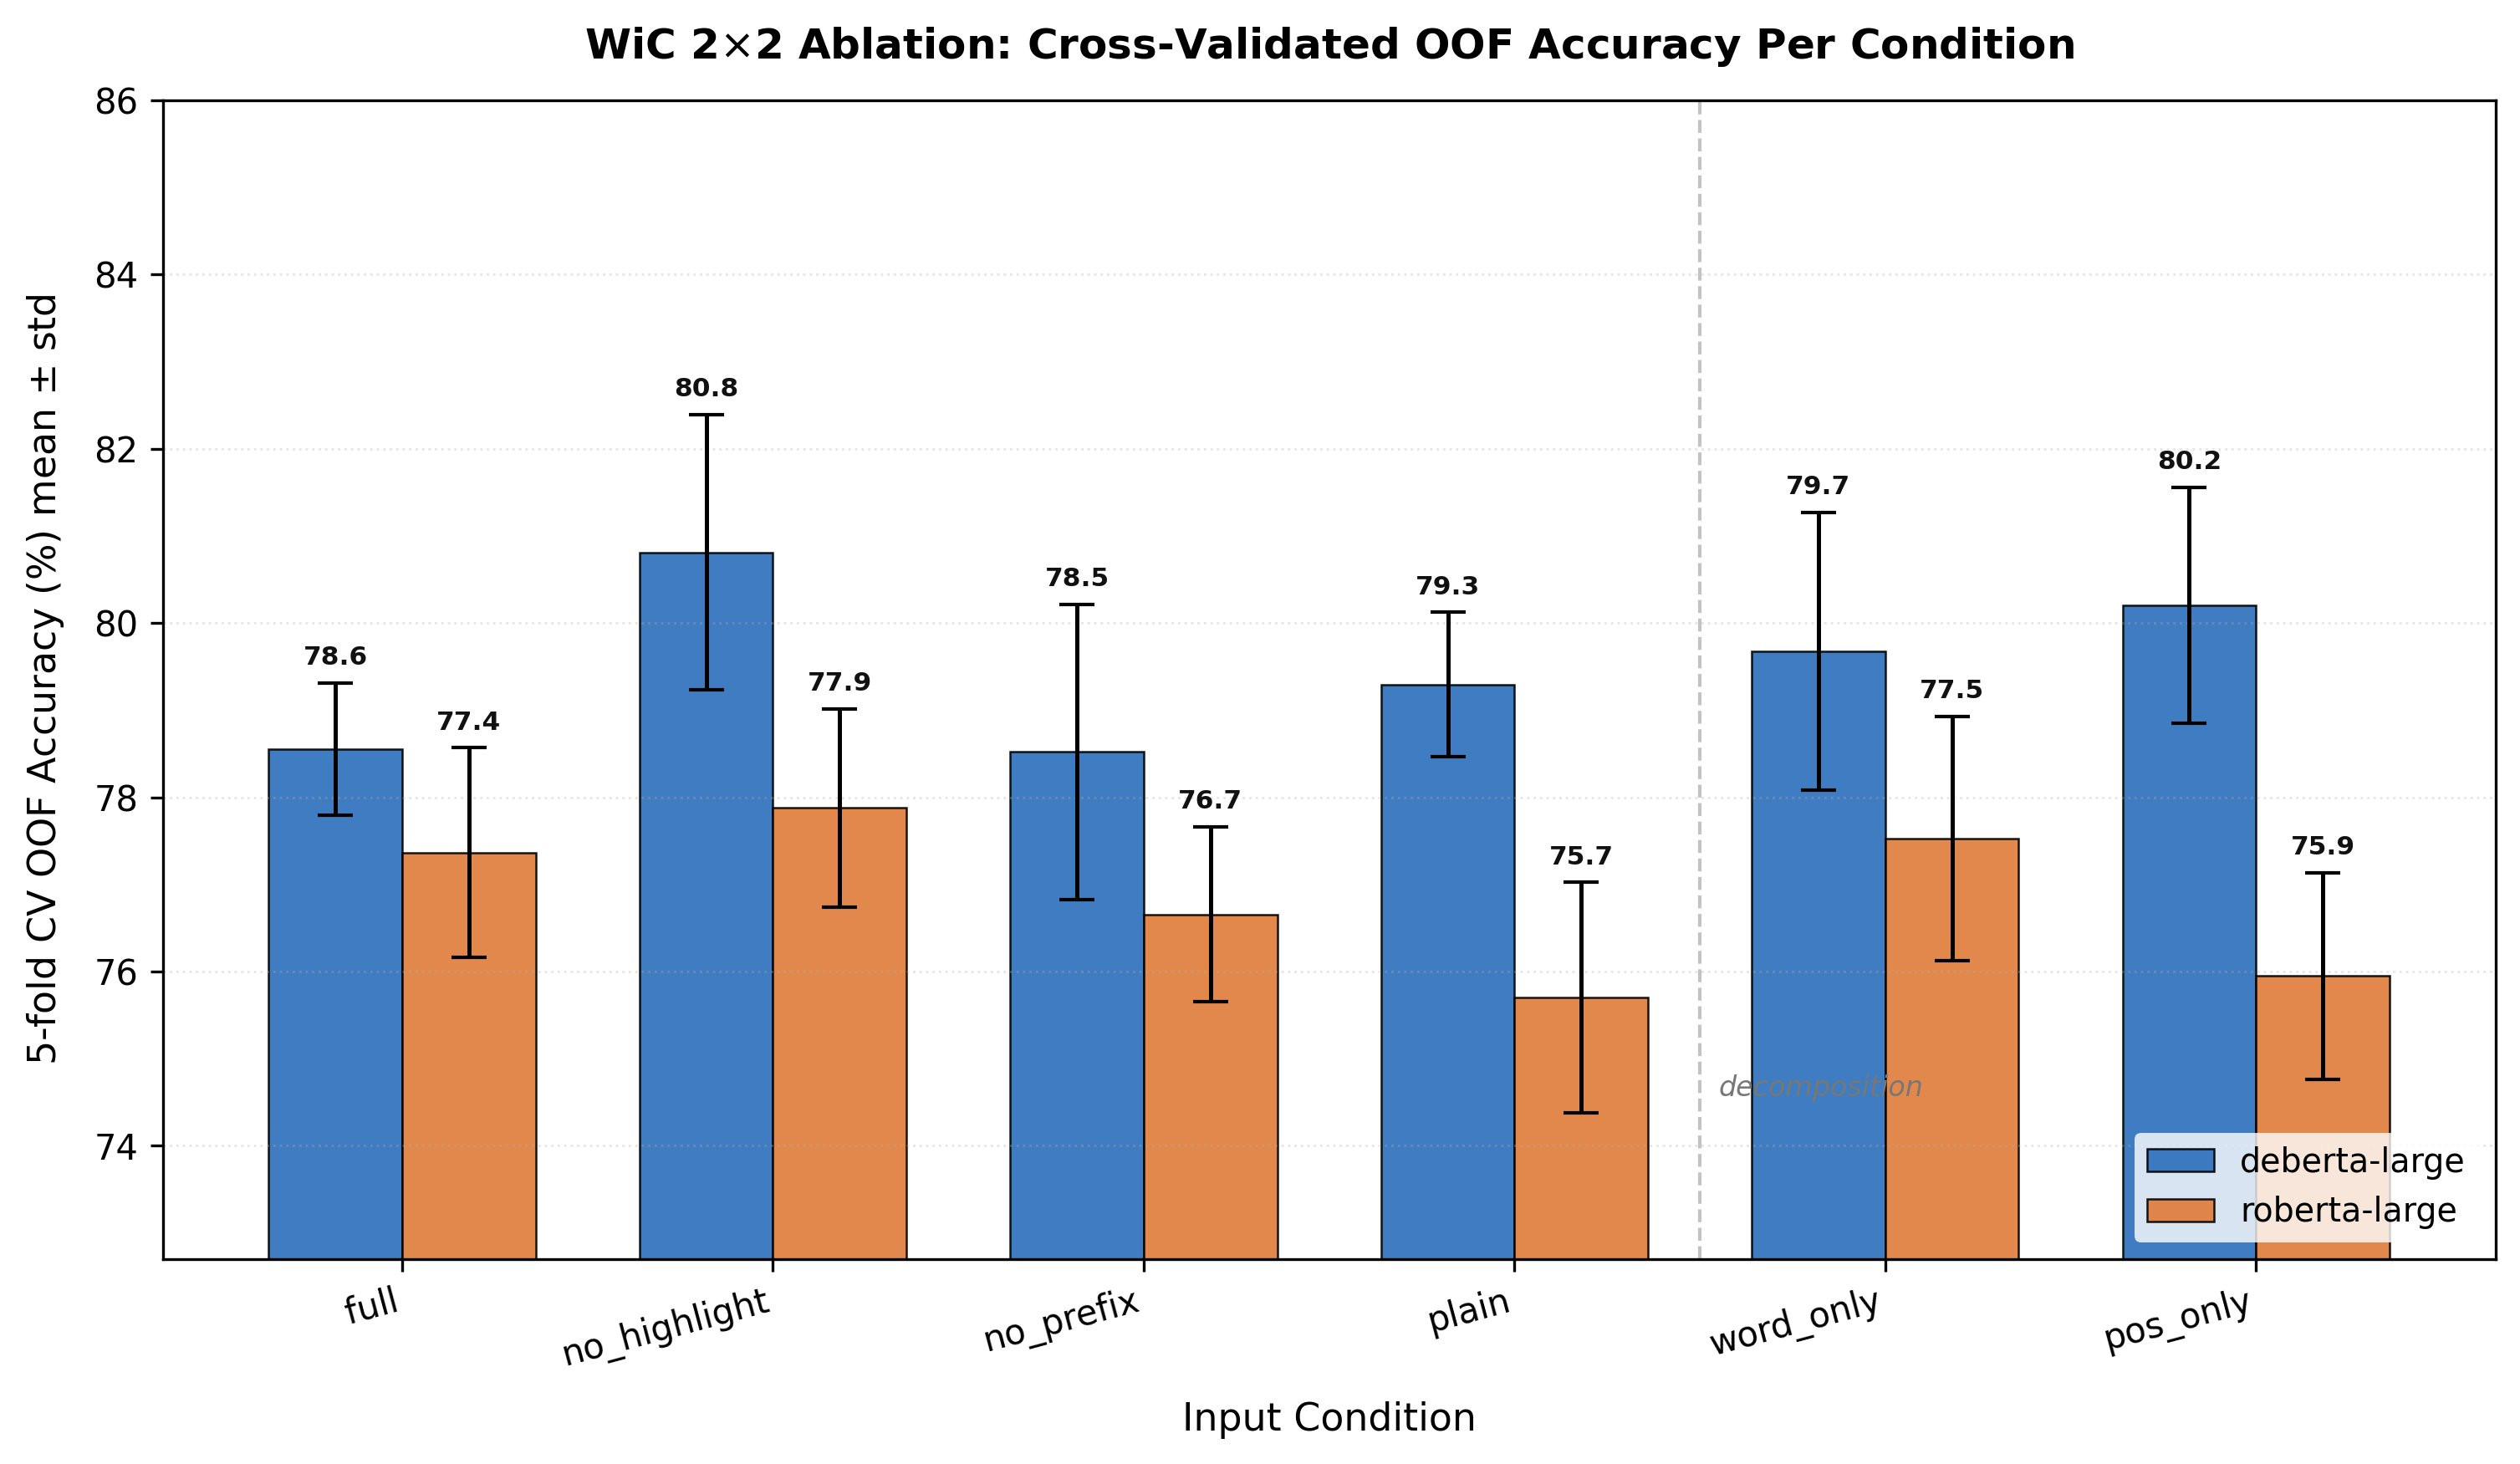 WiC 2×2 Ablation: Cross-Validated OOF Accuracy Per Condition
5-fold CV OOF Accuracy (%) mean ± std
86
84
82
80
78
76
74
78.6
77.4
80.8
77.9
78.5
76.7
79.3
75.7
79.7
77.5
80.2
75.9
decomposition
deberta-large
roberta-large
full
no_highlight
no_prefix
plain
word_only
pos_only
Input Condition